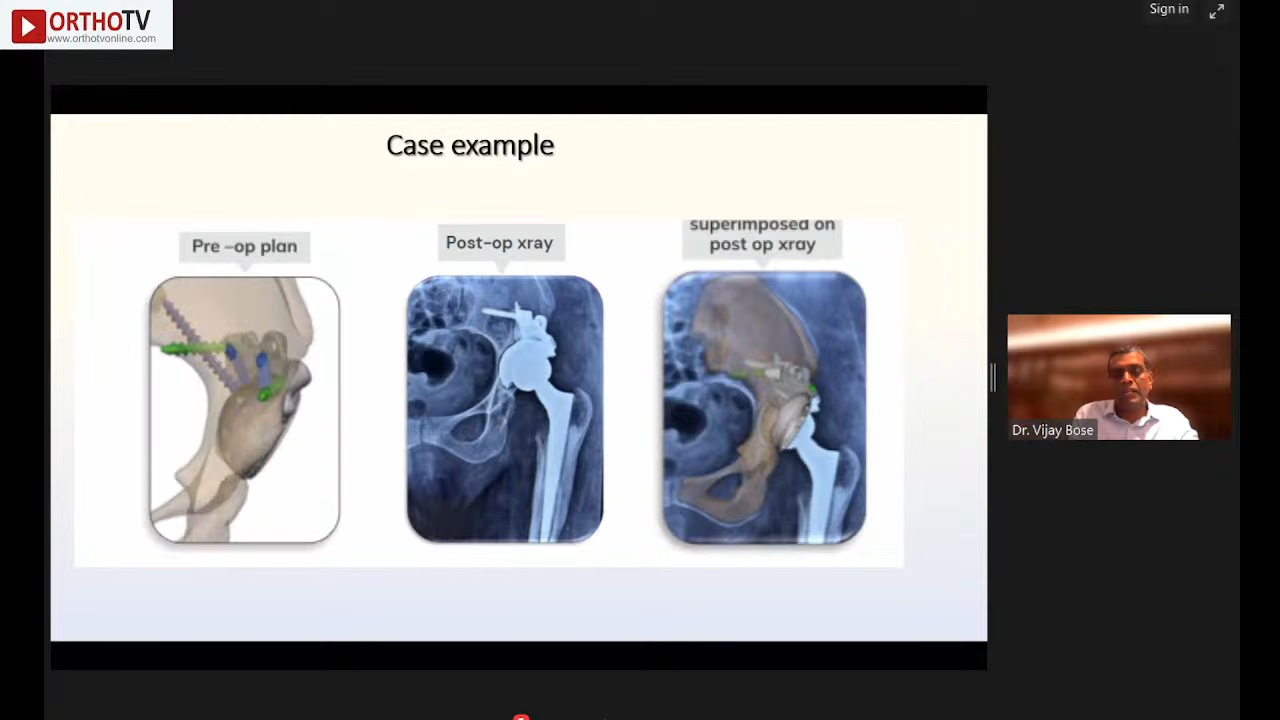 ORTHOTV
www.orthotvonline.com
Sign in
Case example
Pre –op plan
Post-op xray
superimposed on
post op xray
Dr. Vijay Bose